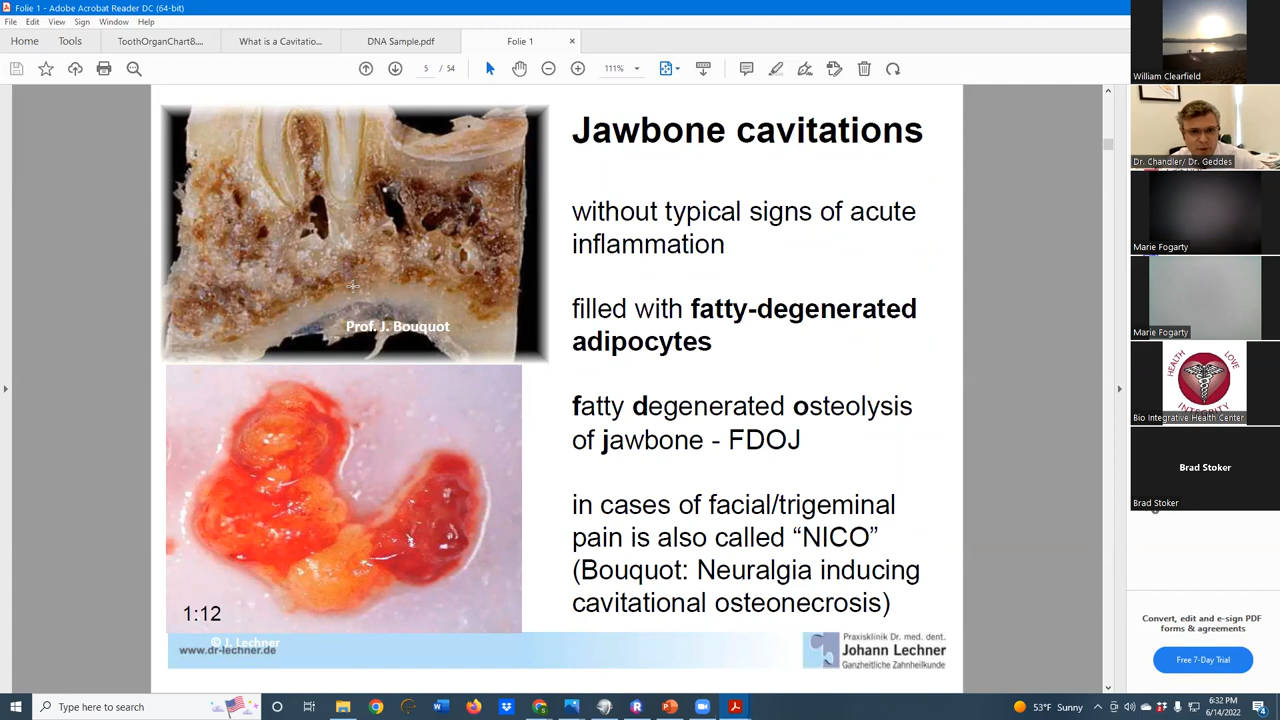 Folie 1 - Adobe Acrobat Reader DC (64-bit)
File Edit View Sign Window Help
Home Tools ToothOrganChart8.... What is a Cavitatio... DNA Sample.pdf Folie 1
5 / 54 111%
Jawbone cavitations
without typical signs of acute
inflammation
filled with fatty-degenerated
adipocytes
fatty degenerated osteolysis
of jawbone - FDOJ
in cases of facial/trigeminal
pain is also called “NICO”
(Bouquot: Neuralgia inducing
cavitational osteonecrosis)
Prof. J. Bouquot
1:12
© J. Lechner
www.dr-lechner.de
Praxisklinik Dr. med. dent.
Johann Lechner
Ganzheitliche Zahnheilkunde
William Clearfield
Dr. Chandler/ Dr. Geddes
Marie Fogarty
Marie Fogarty
HEALTH LOVE
INTEGRITY
Bio Integrative Health Center
Brad Stoker
Brad Stoker
Convert, edit and e-sign PDF
forms & agreements
Free 7-Day Trial
Type here to search
53°F Sunny
6:32 PM
6/14/2022
4